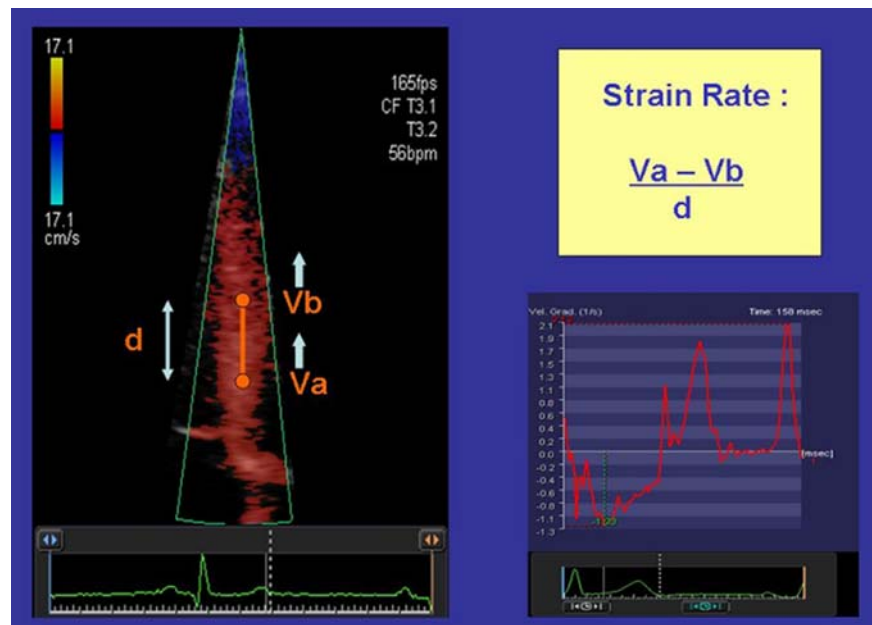 17.1
17.1
cm/s
165fps
CF T3.1
T3.2
56bpm
d
Vb
Va
Strain Rate :
Va – Vb
d
Vel. Grad. (1/s)
Time: 158 msec
2.1
1.9
1.7
1.5
1.3
1.1
0.8
0.6
0.4
0.2
0.0
[msec]
-0.2
-0.4
-0.6
-0.8
-1.1
-1.3